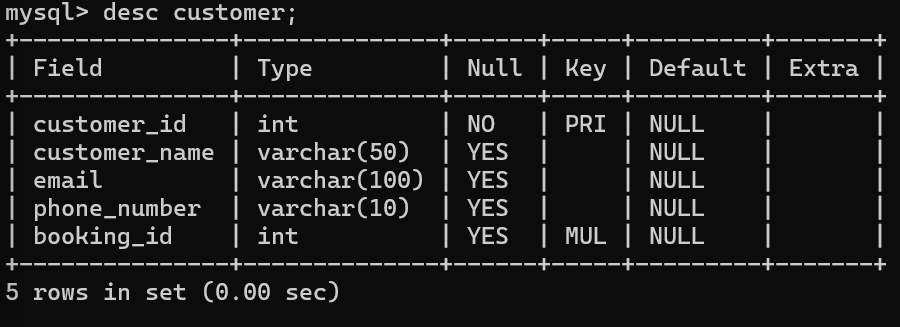 mysql> desc customer;
+---------------+--------------+------+-----+---------+-------+
| Field         | Type         | Null | Key | Default | Extra |
+---------------+--------------+------+-----+---------+-------+
| customer_id   | int          | NO   | PRI | NULL    |       |
| customer_name | varchar(50)  | YES  |     | NULL    |       |
| email         | varchar(100) | YES  |     | NULL    |       |
| phone_number  | varchar(10)  | YES  |     | NULL    |       |
| booking_id    | int          | YES  | MUL | NULL    |       |
+---------------+--------------+------+-----+---------+-------+
5 rows in set (0.00 sec)